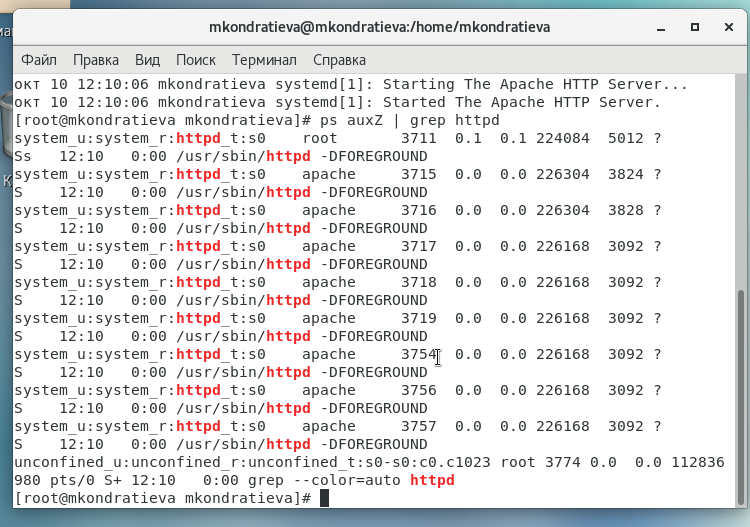 mkondratieva@mkondratieva:/home/mkondratieva
Файл Правка Вид Поиск Терминал Справка
окт 10 12:10:06 mkondratieva systemd[1]: Starting The Apache HTTP Server...
окт 10 12:10:06 mkondratieva systemd[1]: Started The Apache HTTP Server.
[root@mkondratieva mkondratieva]# ps auxZ | grep httpd
system_u:system_r:httpd_t:s0    root       3711  0.1  0.1 224084  5012 ?
Ss   12:10   0:00 /usr/sbin/httpd -DFOREGROUND
system_u:system_r:httpd_t:s0    apache     3715  0.0  0.0 226304  3824 ?
S    12:10   0:00 /usr/sbin/httpd -DFOREGROUND
system_u:system_r:httpd_t:s0    apache     3716  0.0  0.0 226304  3828 ?
S    12:10   0:00 /usr/sbin/httpd -DFOREGROUND
system_u:system_r:httpd_t:s0    apache     3717  0.0  0.0 226168  3092 ?
S    12:10   0:00 /usr/sbin/httpd -DFOREGROUND
system_u:system_r:httpd_t:s0    apache     3718  0.0  0.0 226168  3092 ?
S    12:10   0:00 /usr/sbin/httpd -DFOREGROUND
system_u:system_r:httpd_t:s0    apache     3719  0.0  0.0 226168  3092 ?
S    12:10   0:00 /usr/sbin/httpd -DFOREGROUND
system_u:system_r:httpd_t:s0    apache     3754  0.0  0.0 226168  3092 ?
S    12:10   0:00 /usr/sbin/httpd -DFOREGROUND
system_u:system_r:httpd_t:s0    apache     3756  0.0  0.0 226168  3092 ?
S    12:10   0:00 /usr/sbin/httpd -DFOREGROUND
system_u:system_r:httpd_t:s0    apache     3757  0.0  0.0 226168  3092 ?
S    12:10   0:00 /usr/sbin/httpd -DFOREGROUND
unconfined_u:unconfined_r:unconfined_t:s0-s0:c0.c1023 root 3774 0.0  0.0 112836
980 pts/0 S+ 12:10   0:00 grep --color=auto httpd
[root@mkondratieva mkondratieva]#